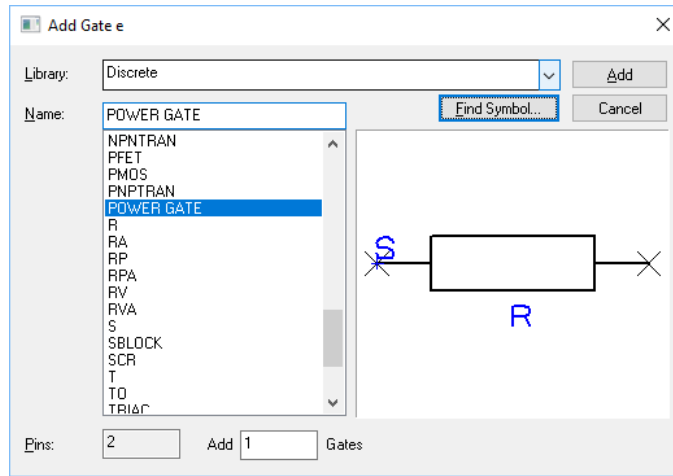 Add Gate e
Library: Discrete Add
Name: POWER GATE Find Symbol... Cancel
NPNTRAN
PFET
PMOS
PNPTRAN
POWER GATE
R
RA
RP
RPA
RV
RVA
S
SBLOCK
SCR
T
TO
TRIAC
S
R
Pins: 2 Add 1 Gates